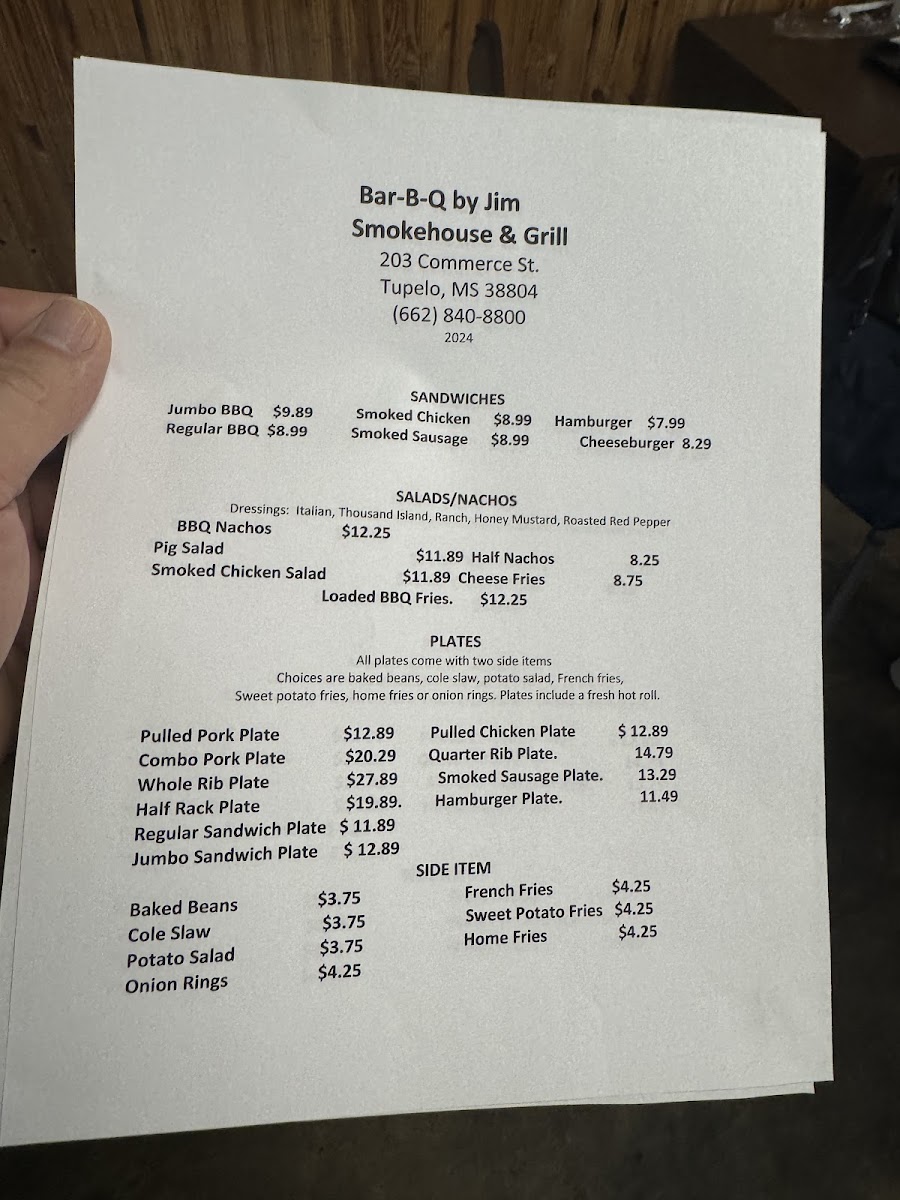 Bar-B-Q by Jim
Smokehouse & Grill
203 Commerce St.
Tupelo, MS 38804
(662) 840-8800
2024
SANDWICHES
Jumbo BBQ $9.89 Smoked Chicken $8.99 Hamburger $7.99
Regular BBQ $8.99 Smoked Sausage $8.99 Cheeseburger 8.29
SALADS/NACHOS
Dressings: Italian, Thousand Island, Ranch, Honey Mustard, Roasted Red Pepper
BBQ Nachos $12.25
Pig Salad $11.89 Half Nachos 8.25
Smoked Chicken Salad $11.89 Cheese Fries 8.75
Loaded BBQ Fries. $12.25
PLATES
All plates come with two side items
Choices are baked beans, cole slaw, potato salad, French fries,
Sweet potato fries, home fries or onion rings. Plates include a fresh hot roll.
Pulled Pork Plate $12.89 Pulled Chicken Plate $ 12.89
Combo Pork Plate $20.29 Quarter Rib Plate. 14.79
Whole Rib Plate $27.89 Smoked Sausage Plate. 13.29
Half Rack Plate $19.89. Hamburger Plate. 11.49
Regular Sandwich Plate $ 11.89
Jumbo Sandwich Plate $ 12.89
SIDE ITEM
Baked Beans $3.75 French Fries $4.25
Cole Slaw $3.75 Sweet Potato Fries $4.25
Potato Salad $3.75 Home Fries $4.25
Onion Rings $4.25